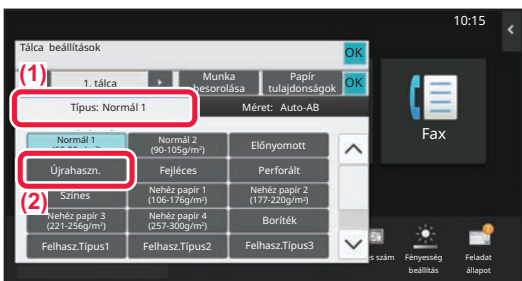 10:15
Tálca beállítások
OK
(1)
1. tálca
Munka
besorolása
Papír
tulajdonságok
OK
Típus: Normál 1
Méret: Auto-AB
Fax
Normál 1
Normál 2
(90-105g/m²)
Előnyomott
Újrahaszn.
Fejléces
Perforált
(2)
Színes
Nehéz papír 1
(106-176g/m²)
Nehéz papír 2
(177-220g/m²)
Nehéz papír 3
(221-256g/m²)
Nehéz papír 4
(257-300g/m²)
Boríték
Felhasz.Típus1
Felhasz.Típus2
Felhasz.Típus3
es szám
Fényesség
beállítás
Feladat
állapot